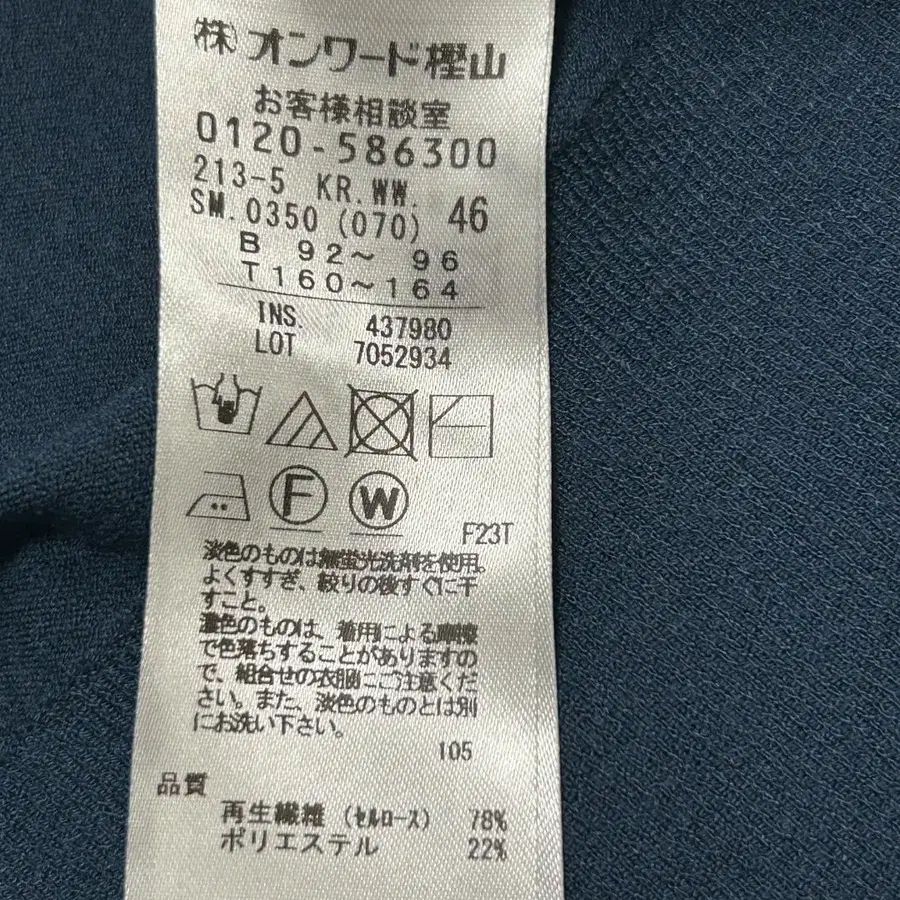 ㈱オンワード樫山
お客様相談室
0120-586300
213-5 KR.WW.
SM.0350(070) 46
B 92～ 96
T160～164
INS. 437980
LOT 7052934
F
W
F23T
淡色のものは無蛍光洗剤を使用。
よくすすぎ、絞りの後すぐに干
すこと。
濃色のものは、着用による摩擦
で色落ちすることがありますの
で、組合せの衣服にご注意くだ
さい。また、淡色のものとは別
にお洗い下さい。
105
品質
再生繊維(セルロース) 78%
ポリエステル 22%